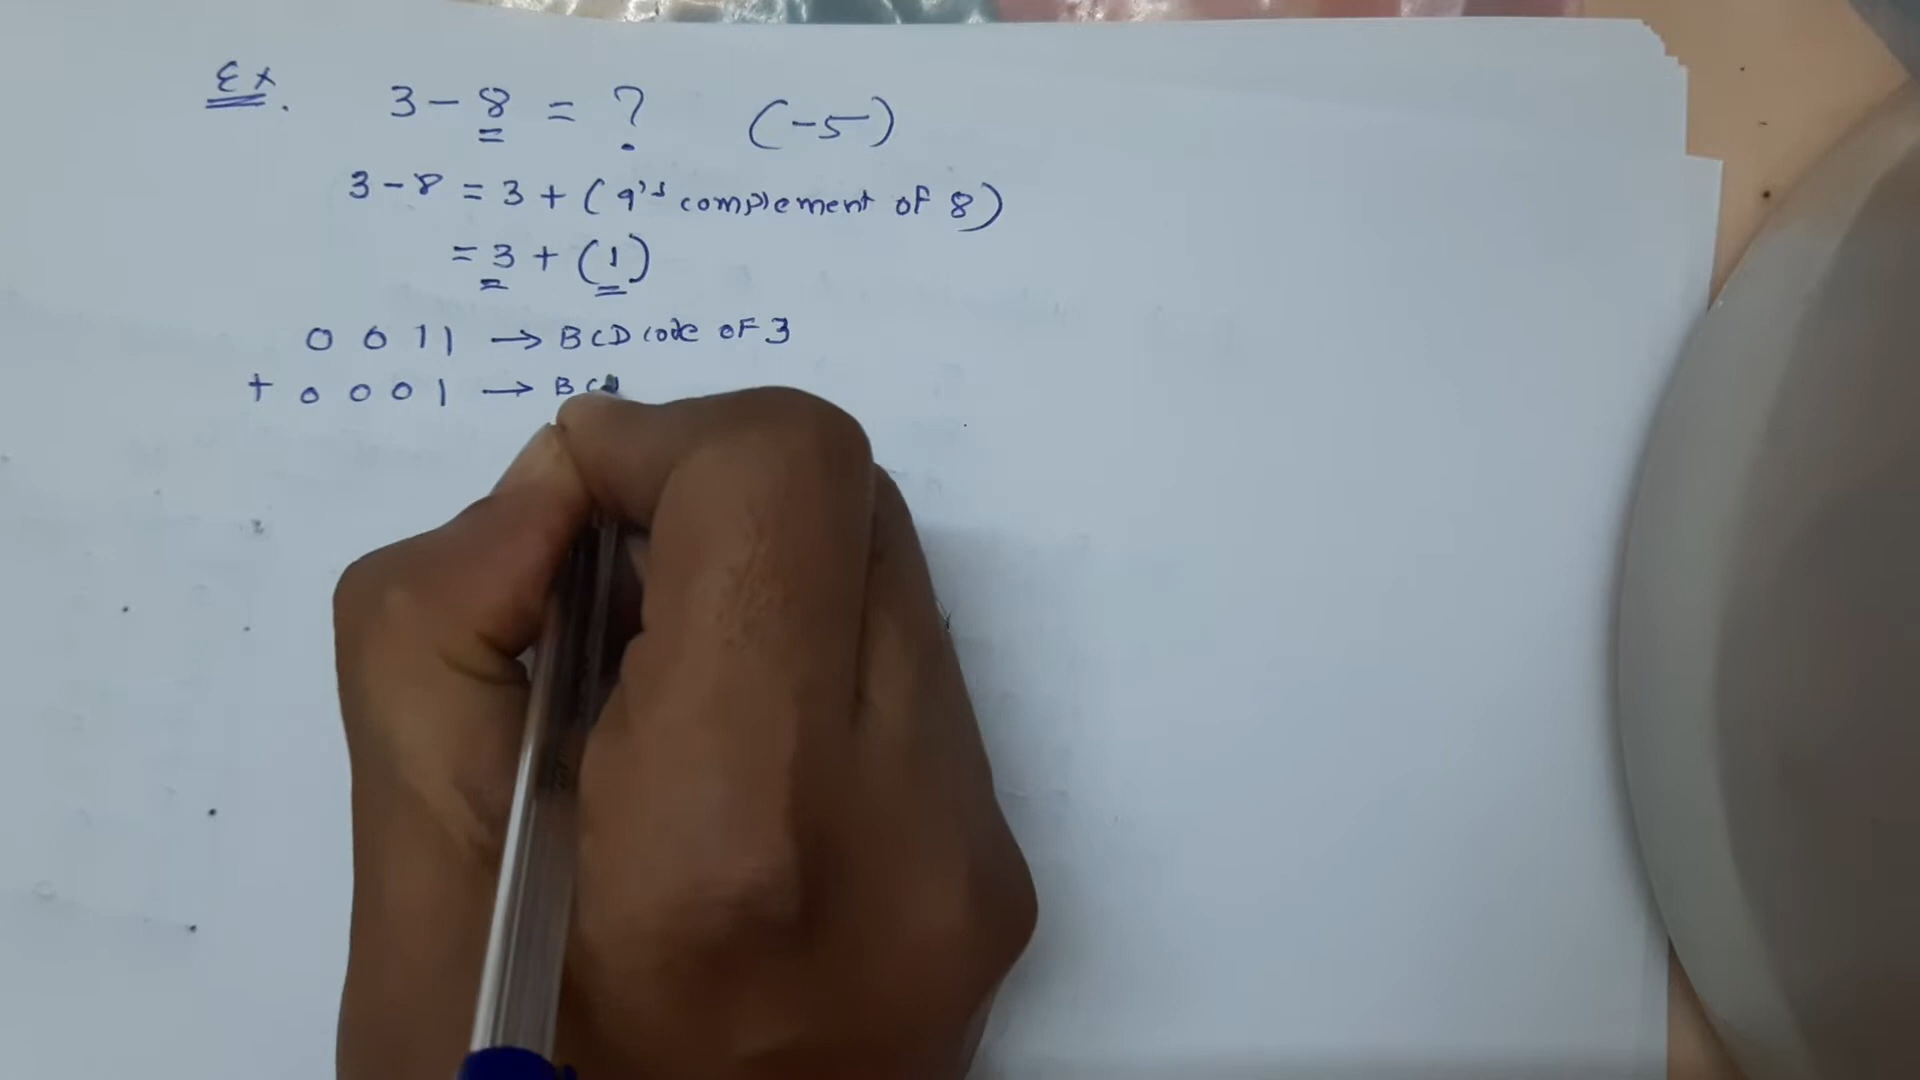 Ex. 3 - 8 = ? (-5)
3 - 8 = 3 + (9's complement of 8)
= 3 + (1)
0 0 1 1 → BCD code of 3
+ 0 0 0 1 → BCD